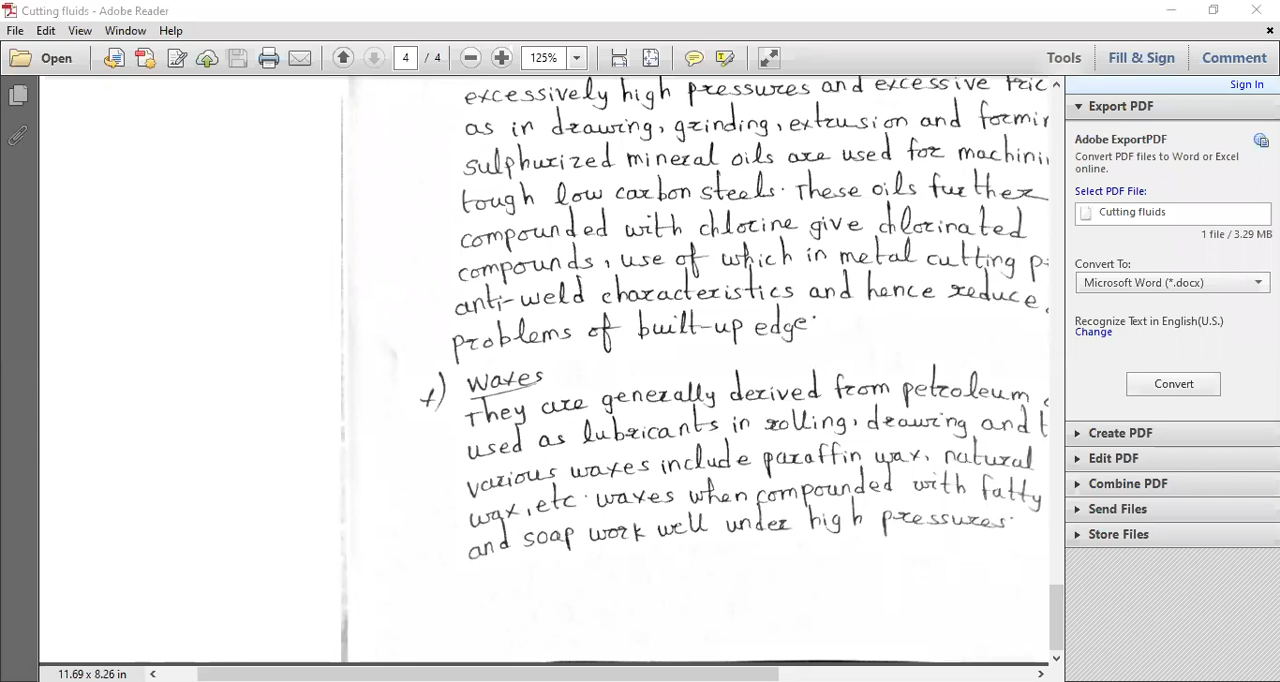 Cutting fluids - Adobe Reader
File Edit View Window Help
Open 4 / 4 125% Tools Fill & Sign Comment
Sign In
excessively high pressures and excessive fric
as in drawing, grinding, extrusion and formin
sulphurized mineral oils are used for machini
tough low carbon steels. These oils further
compounded with chlorine give chlorinated
compounds, use of which in metal cutting p
anti-weld characteristics and hence reduce
problems of built-up edge.
Waxes
They are generally derived from petroleum
used as lubricants in rolling, drawing and t
various waxes include paraffin wax, natural
wax, etc. waxes when compounded with fatty
and soap work well under high pressures.
Export PDF
Adobe ExportPDF
Convert PDF files to Word or Excel
online.
Select PDF File:
Cutting fluids
1 file / 3.29 MB
Convert To:
Microsoft Word (*.docx)
Recognize Text in English(U.S.)
Change
Convert
Create PDF
Edit PDF
Combine PDF
Send Files
Store Files
11.69 x 8.26 in